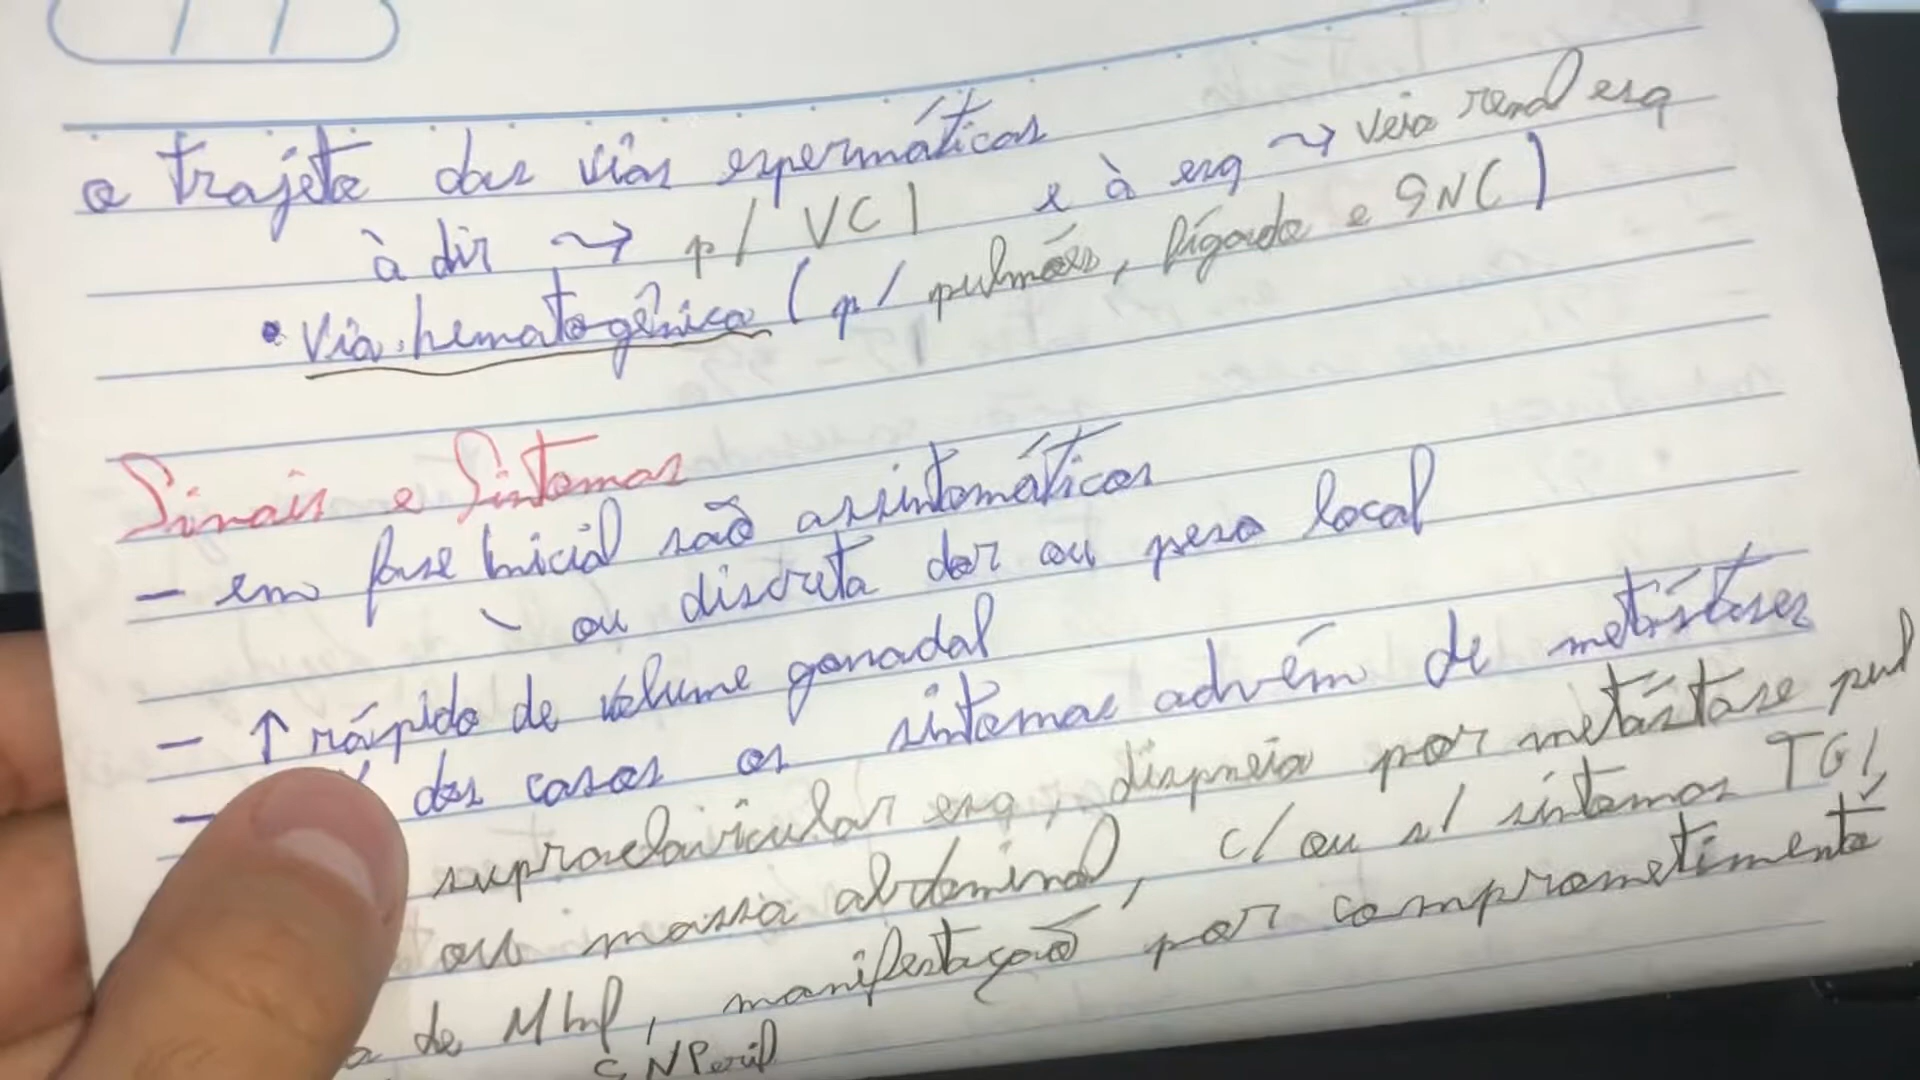 o trajeto das vias espermáticas
à dir ⇝ p/ VCI e à esq ⇝ veia renal esq
• Via hematogênica (p/ pulmões, fígado e SNC)
Sinais e Sintomas
- em fase inicial são assintomáticos
ou discreta dor ou peso local
- ↑ rápido de volume gonadal
- dos casos os sintomas advêm de metástases
supraclavicular esq, dispneia por metástase pul
ou massa abdominal, c/ ou s/ sintomas TGI,
de MInf, manifestação por comprometimento
SNPerif